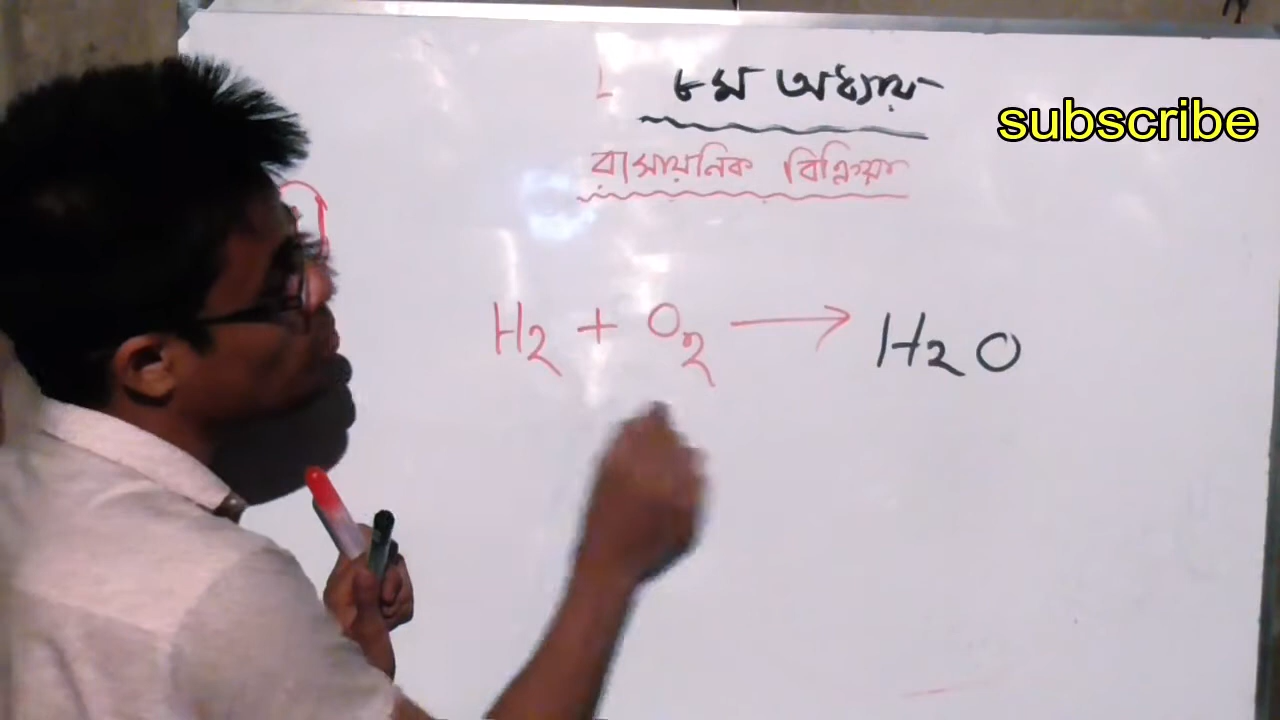 ৮ম অধ্যায়
subscribe
রাসায়নিক বিক্রিয়া
H2 + O2 → H2O